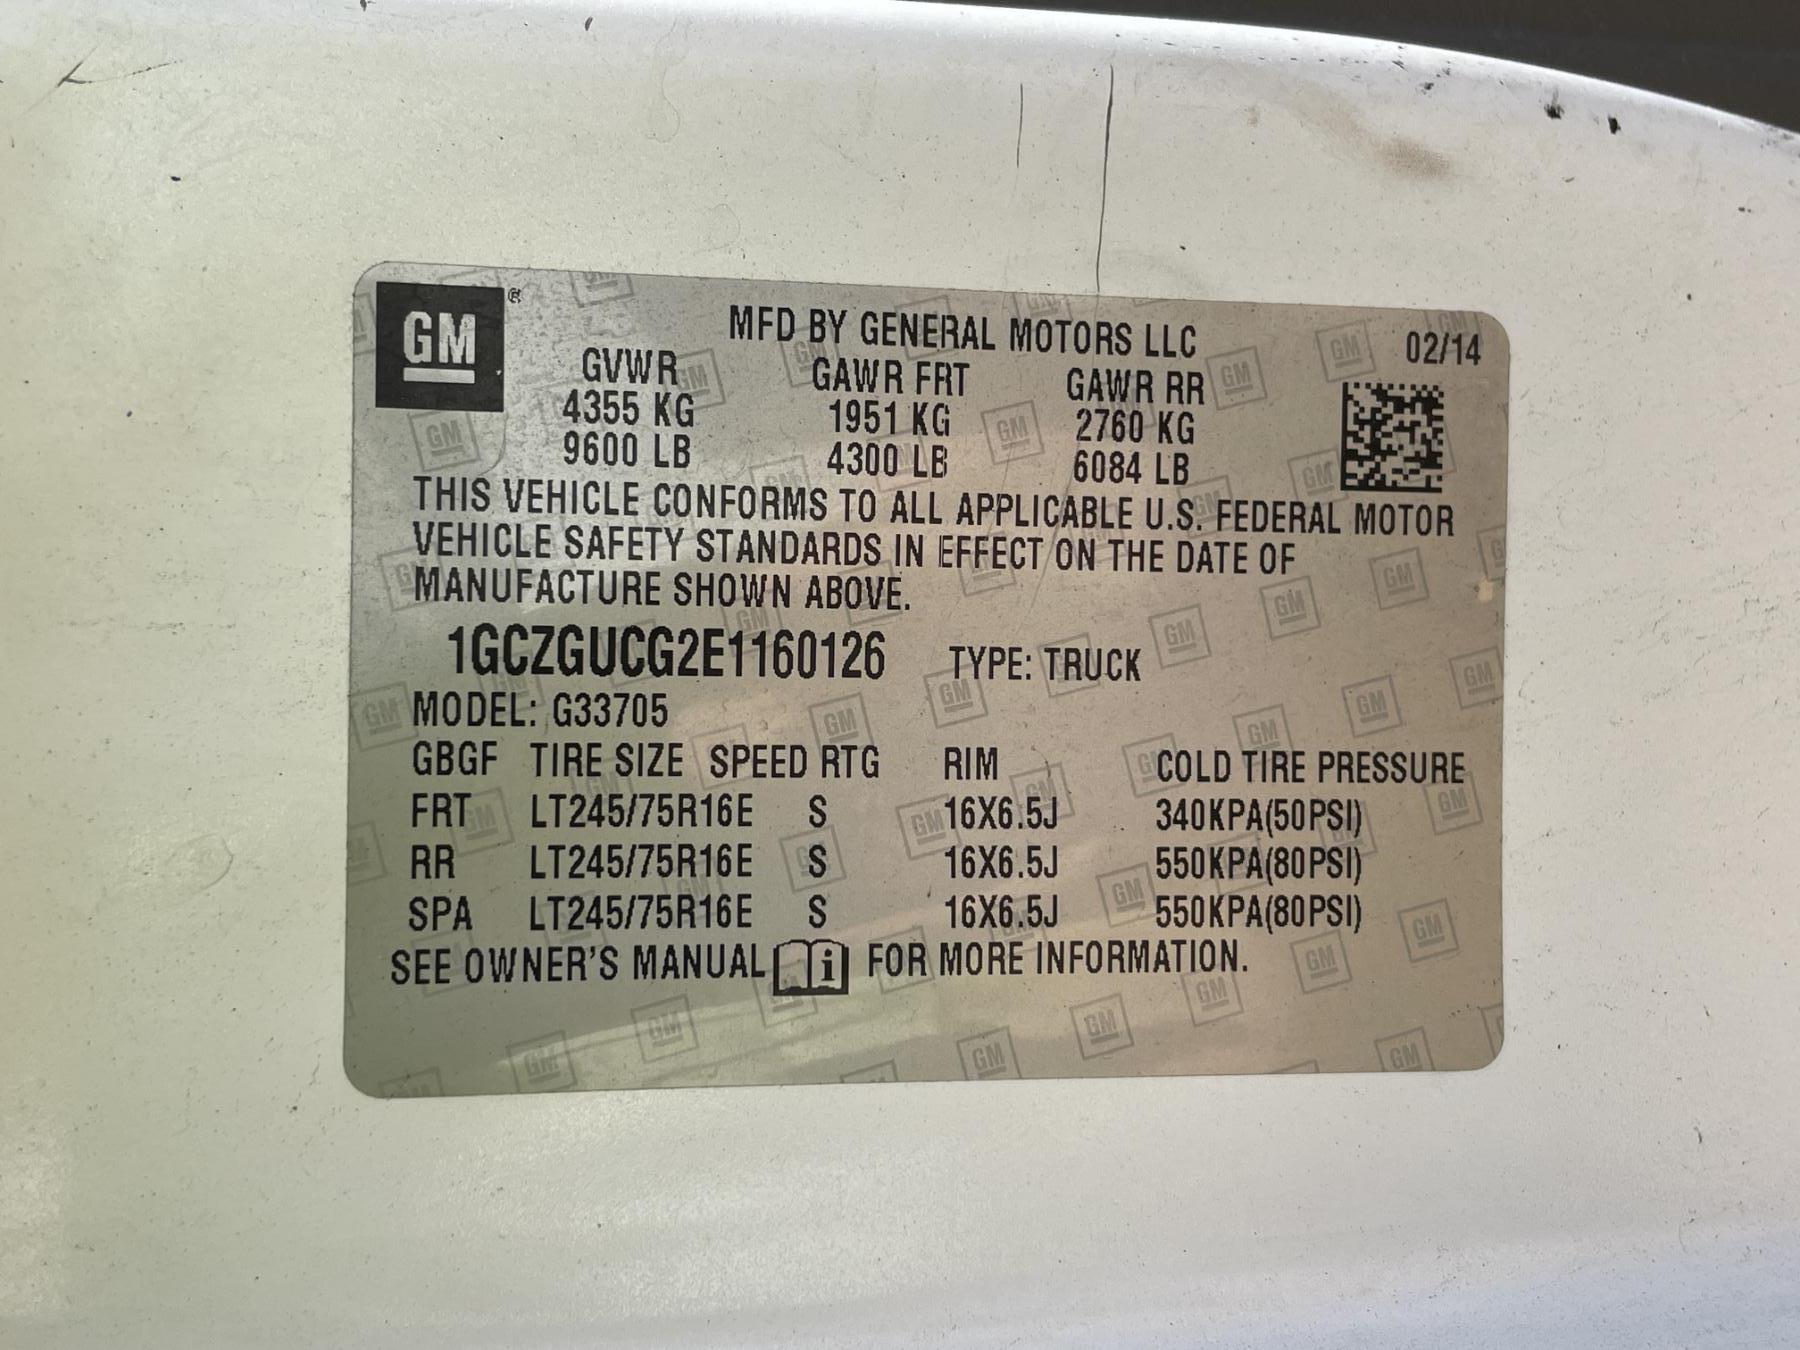 GM ®
MFD BY GENERAL MOTORS LLC 02/14
GVWR GAWR FRT GAWR RR
4355 KG 1951 KG 2760 KG
9600 LB 4300 LB 6084 LB
THIS VEHICLE CONFORMS TO ALL APPLICABLE U.S. FEDERAL MOTOR
VEHICLE SAFETY STANDARDS IN EFFECT ON THE DATE OF
MANUFACTURE SHOWN ABOVE.
1GCZGUCG2E1160126 TYPE: TRUCK
MODEL: G33705
GBGF TIRE SIZE SPEED RTG RIM COLD TIRE PRESSURE
FRT LT245/75R16E S 16X6.5J 340KPA(50PSI)
RR LT245/75R16E S 16X6.5J 550KPA(80PSI)
SPA LT245/75R16E S 16X6.5J 550KPA(80PSI)
SEE OWNER'S MANUAL i FOR MORE INFORMATION.